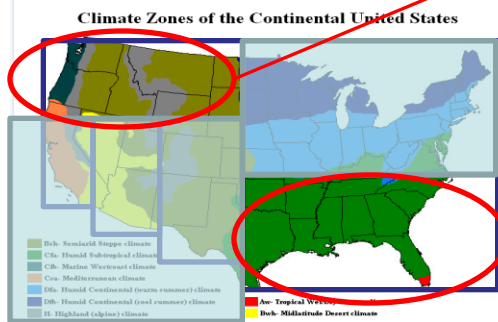 Climate Zones of the Continental United States
Bsh- Semiarid Steppe climate
Cfa- Humid Subtropical climate
Cfb- Marine Westcoast climate
Csa- Mediterranean climate
Dfa- Humid Continental (warm summer) climate
Dfb- Humid Continental (cool summer) climate
H- Highland (alpine) climate
Aw- Tropical Wet
Bwh- Midlatitude Desert climate